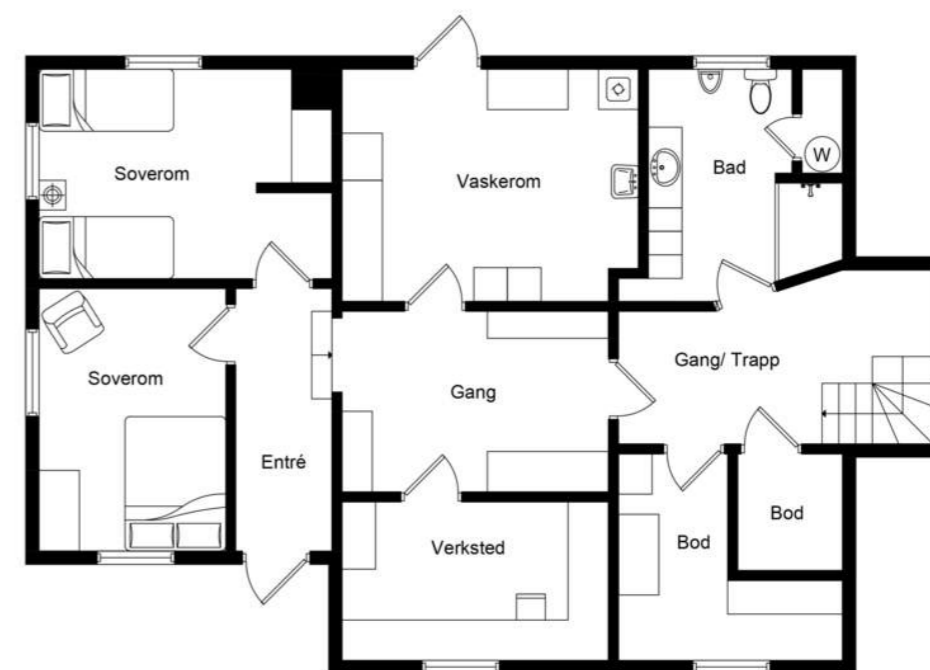 Soverom
Vaskerom
Bad
W
Soverom
Gang
Gang/ Trapp
Entré
Verksted
Bod
Bod